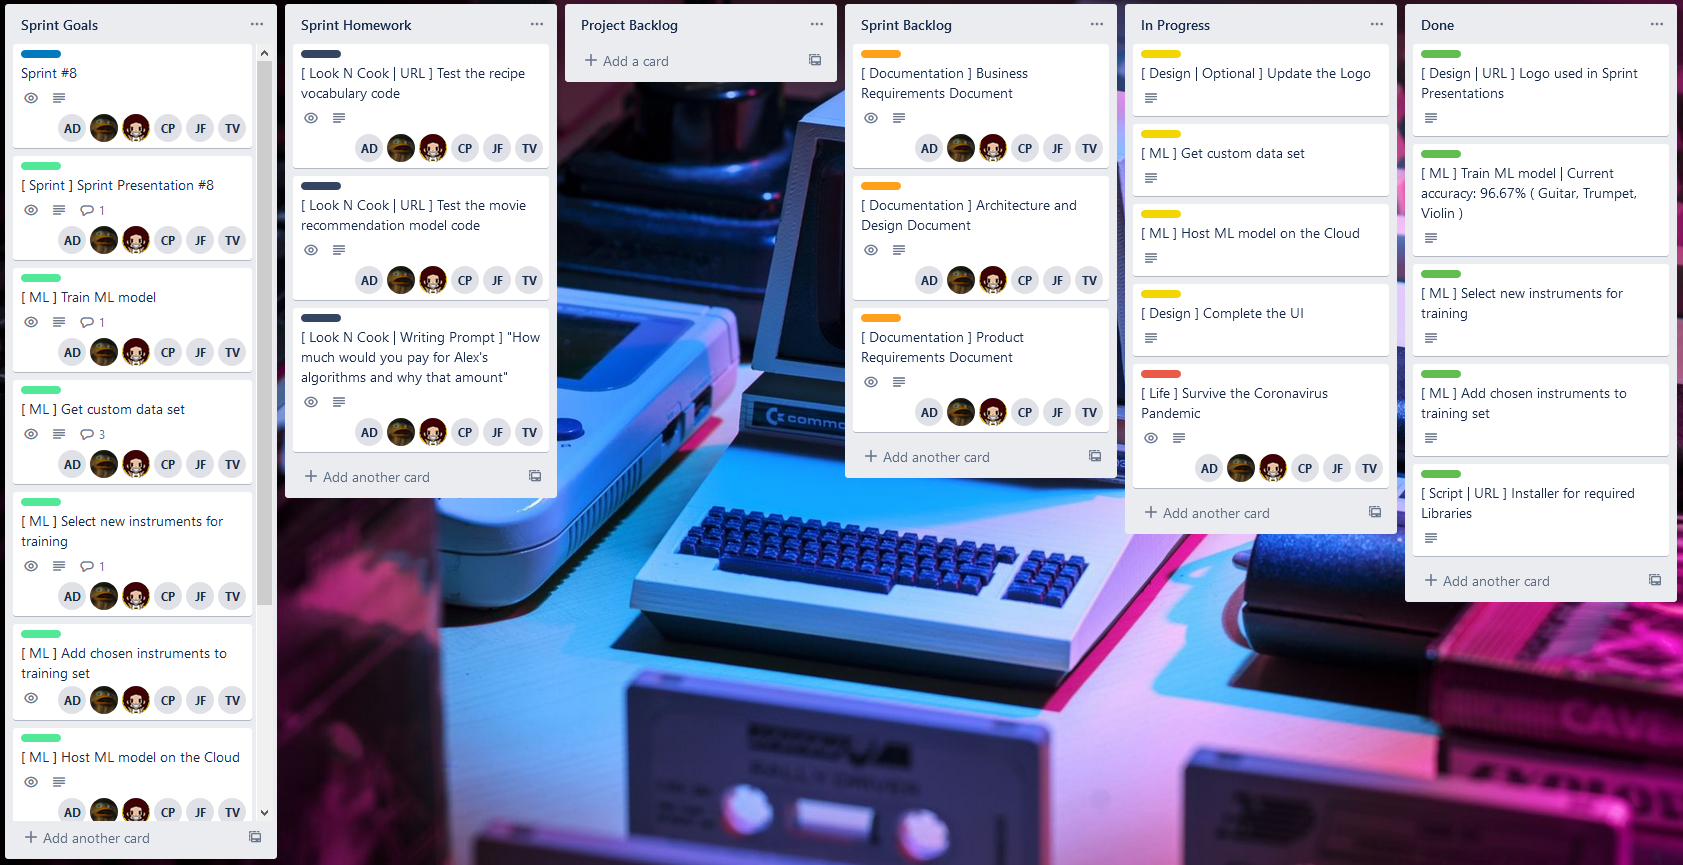 Sprint Goals
Sprint #8
AD CP JF TV
[ Sprint ] Sprint Presentation #8
1
AD CP JF TV
[ ML ] Train ML model
1
AD CP JF TV
[ ML ] Get custom data set
3
AD CP JF TV
[ ML ] Select new instruments for
training
1
AD CP JF TV
[ ML ] Add chosen instruments to
training set
AD CP JF TV
[ ML ] Host ML model on the Cloud
AD CP JF TV
+ Add another card
Sprint Homework
[ Look N Cook | URL ] Test the recipe
vocabulary code
AD CP JF TV
[ Look N Cook | URL ] Test the movie
recommendation model code
AD CP JF TV
[ Look N Cook | Writing Prompt ] "How
much would you pay for Alex's
algorithms and why that amount"
AD CP JF TV
+ Add another card
Project Backlog
+ Add a card
Sprint Backlog
[ Documentation ] Business
Requirements Document
AD CP JF TV
[ Documentation ] Architecture and
Design Document
AD CP JF TV
[ Documentation ] Product
Requirements Document
AD CP JF TV
+ Add another card
In Progress
[ Design | Optional ] Update the Logo
[ ML ] Get custom data set
[ ML ] Host ML model on the Cloud
[ Design ] Complete the UI
[ Life ] Survive the Coronavirus
Pandemic
AD CP JF TV
+ Add another card
Done
[ Design | URL ] Logo used in Sprint
Presentations
[ ML ] Train ML model | Current
accuracy: 96.67% ( Guitar, Trumpet,
Violin )
[ ML ] Select new instruments for
training
[ ML ] Add chosen instruments to
training set
[ Script | URL ] Installer for required
Libraries
+ Add another card
RALLY DRIVER
CAVE